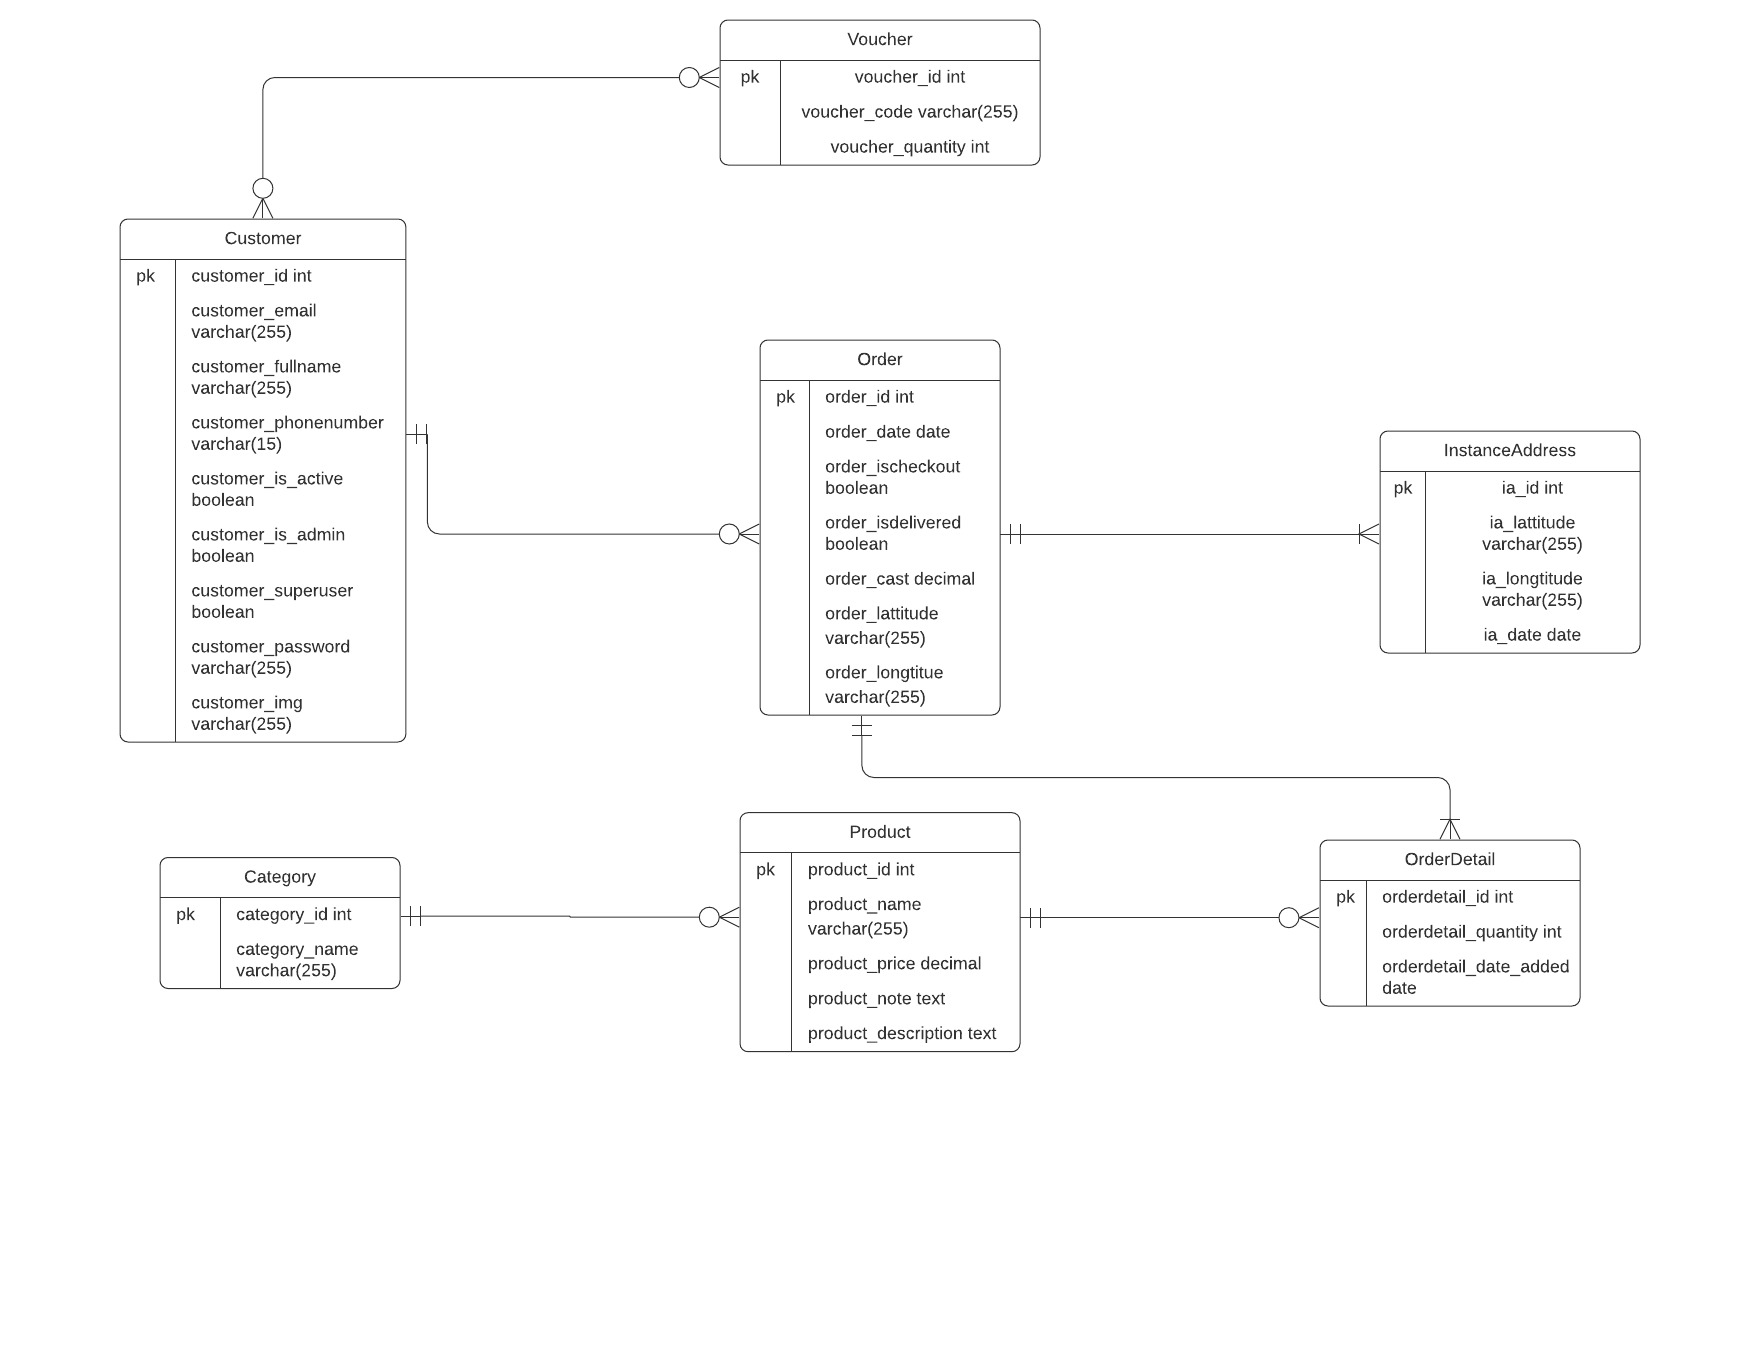 Voucher
pk
voucher_id int
voucher_code varchar(255)
voucher_quantity int
Customer
pk
customer_id int
customer_email
varchar(255)
customer_fullname
varchar(255)
customer_phonenumber
varchar(15)
customer_is_active
boolean
customer_is_admin
boolean
customer_superuser
boolean
customer_password
varchar(255)
customer_img
varchar(255)
Order
pk
order_id int
order_date date
order_ischeckout
boolean
order_isdelivered
boolean
order_cast decimal
order_lattitude
varchar(255)
order_longtitue
varchar(255)
InstanceAddress
pk
ia_id int
ia_lattitude
varchar(255)
ia_longtitude
varchar(255)
ia_date date
Category
pk
category_id int
category_name
varchar(255)
Product
pk
product_id int
product_name
varchar(255)
product_price decimal
product_note text
product_description text
OrderDetail
pk
orderdetail_id int
orderdetail_quantity int
orderdetail_date_added
date